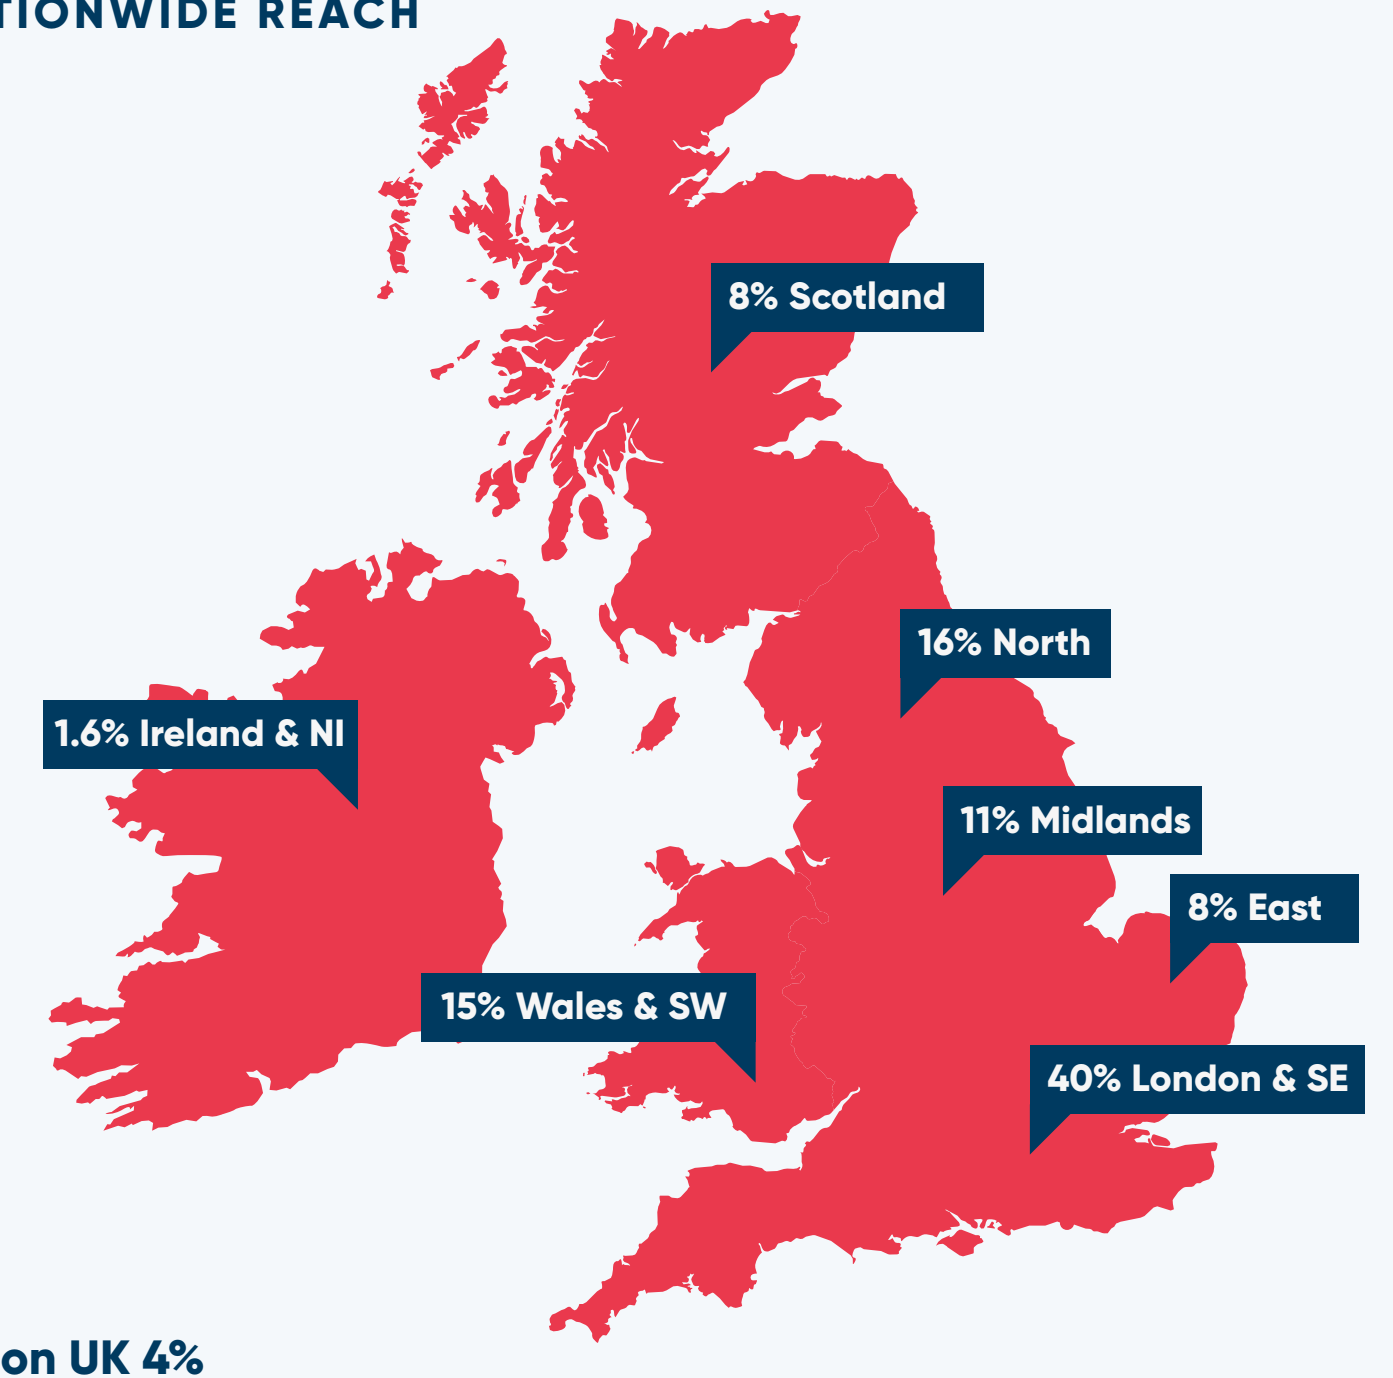 TIONWIDE REACH
8% Scotland
16% North
1.6% Ireland & NI
11% Midlands
8% East
15% Wales & SW
40% London & SE
on UK 4%